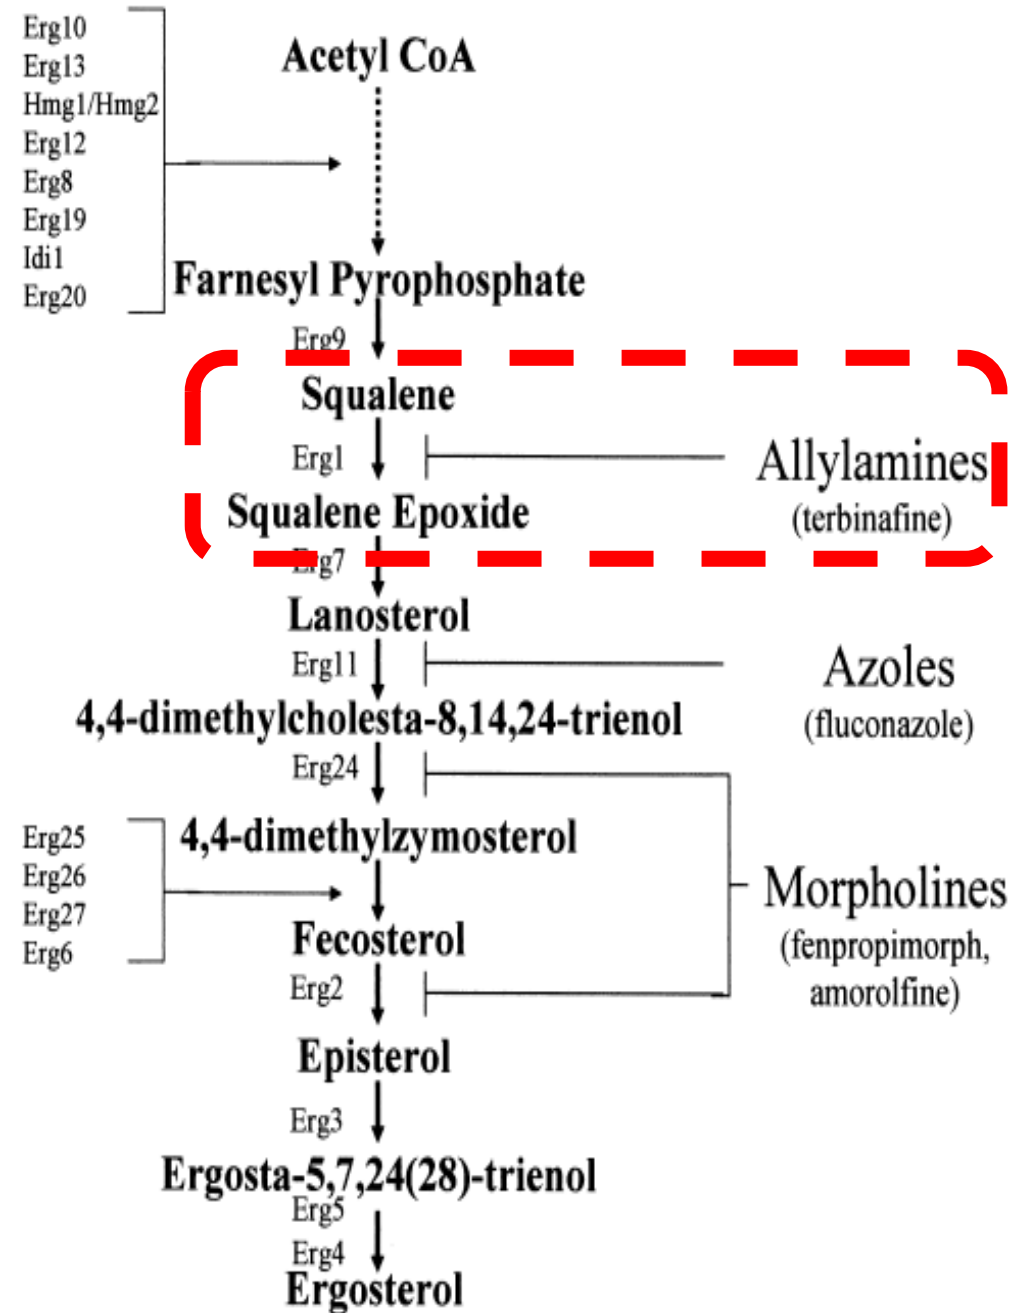 Erg10
Erg13
Hmg1/Hmg2
Erg12
Erg8
Erg19
Idi1
Erg20
Acetyl CoA
Farnesyl Pyrophosphate
Erg9
Squalene
Erg1
Allylamines
(terbinafine)
Squalene Epoxide
Erg7
Lanosterol
Erg11
Azoles
(fluconazole)
4,4-dimethylcholesta-8,14,24-trienol
Erg24
4,4-dimethylzymosterol
Erg25
Erg26
Erg27
Erg6
Morpholines
(fenpropimorph,
amorolfine)
Fecosterol
Erg2
Episterol
Erg3
Ergosta-5,7,24(28)-trienol
Erg5
Erg4
Ergosterol